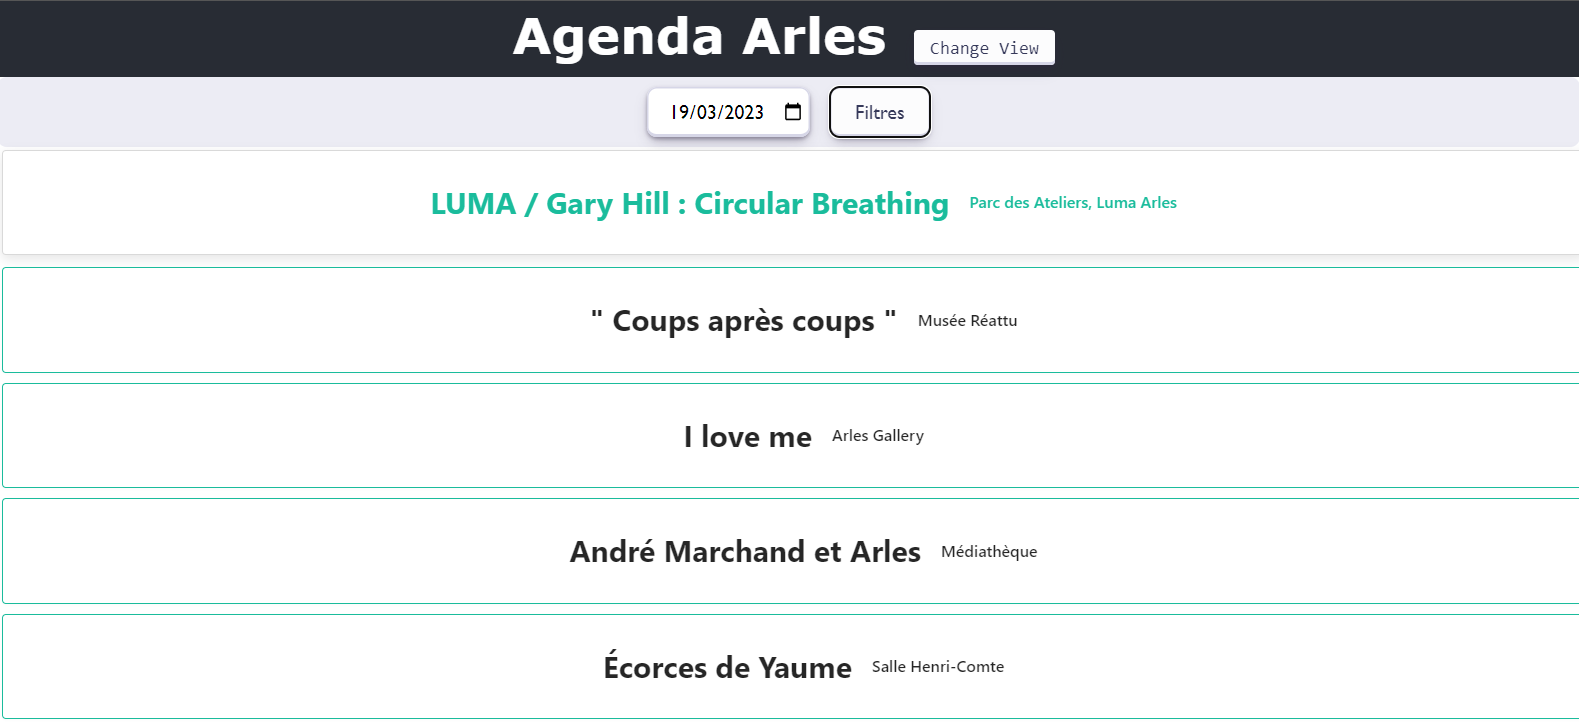 Agenda Arles Change View
19/03/2023 Filtres
LUMA / Gary Hill : Circular Breathing Parc des Ateliers, Luma Arles
" Coups après coups " Musée Réattu
I love me Arles Gallery
André Marchand et Arles Médiathèque
Écorces de Yaume Salle Henri-Comte